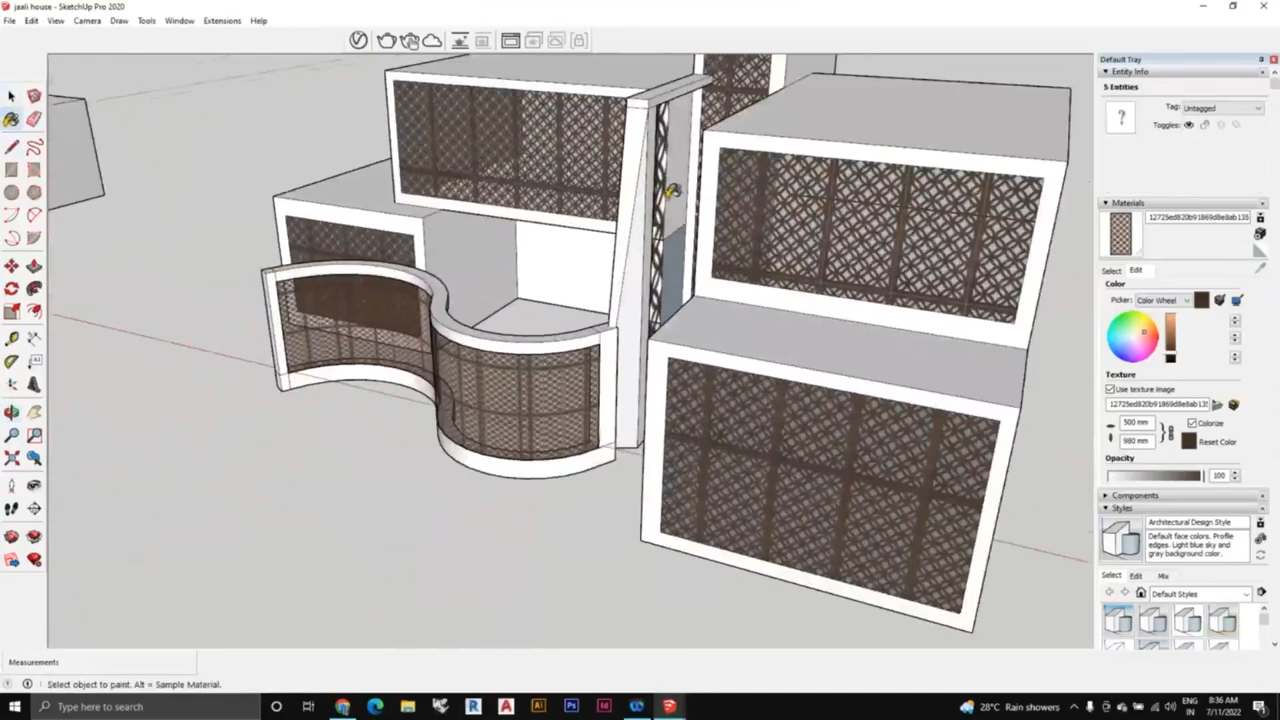 jaali house - SketchUp Pro 2020
File Edit View Camera Draw Tools Window Extensions Help
Default Tray
Entity Info
5 Entities
?
Tag: Untagged
Toggles:
Materials
12725ed820b91869d8e8ab135
Select Edit
Color
Picker: Color Wheel
Texture
Use texture image
12725ed820b91869d8e8ab135
500 mm
Colorize
980 mm
Reset Color
Opacity
100
Components
Styles
Architectural Design Style
Default face colors. Profile
edges. Light blue sky and
gray background color.
Select Edit Mix
Default Styles
Measurements
Select object to paint. Alt = Sample Material.
Type here to search
28°C Rain showers
ENG
IN
8:36 AM
7/11/2022